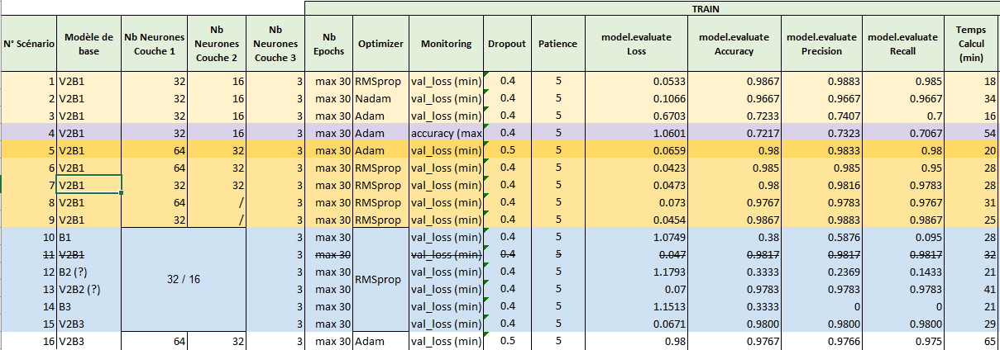 TRAIN
N° Scénario Modèle de base Nb Neurones Couche 1 Nb Neurones Couche 2 Nb Neurones Couche 3 Nb Epochs Optimizer Monitoring Dropout Patience model.evaluate Loss model.evaluate Accuracy model.evaluate Precision model.evaluate Recall Temps Calcul (min)
1 V2B1 32 16 3 max 30 RMSprop val_loss (min) 0.4 5 0.0533 0.9867 0.9883 0.985 18
2 V2B1 32 16 3 max 30 Nadam val_loss (min) 0.4 5 0.1066 0.9667 0.9667 0.9667 34
3 V2B1 32 16 3 max 30 Adam val_loss (min) 0.4 5 0.6703 0.7233 0.7407 0.7 16
4 V2B1 32 16 3 max 30 Adam accuracy (max 0.4 5 1.0601 0.7217 0.7323 0.7067 54
5 V2B1 64 32 3 max 30 Adam val_loss (min) 0.5 5 0.0659 0.98 0.9833 0.98 20
6 V2B1 64 32 3 max 30 RMSprop val_loss (min) 0.4 5 0.0423 0.985 0.985 0.95 28
7 V2B1 32 32 3 max 30 RMSprop val_loss (min) 0.4 5 0.0473 0.98 0.9816 0.9783 28
8 V2B1 64 / 3 max 30 RMSprop val_loss (min) 0.4 5 0.073 0.9767 0.9783 0.9767 31
9 V2B1 32 / 3 max 30 RMSprop val_loss (min) 0.4 5 0.0454 0.9867 0.9883 0.9867 25
10 B1 3 max 30 val_loss (min) 0.4 5 1.0749 0.38 0.5876 0.095 28
11 V2B1 3 max 30 val_loss (min) 0.4 5 0.047 0.9817 0.9817 0.9817 32
12 B2 (?) 3 max 30 val_loss (min) 0.4 5 1.1793 0.3333 0.2369 0.1433 21
32 / 16 RMSprop
13 V2B2 (?) 3 max 30 val_loss (min) 0.4 5 0.07 0.9783 0.9783 0.9783 41
14 B3 3 max 30 val_loss (min) 0.4 5 1.1513 0.3333 0 0 21
15 V2B3 3 max 30 val_loss (min) 0.4 5 0.0671 0.9800 0.9800 0.9800 29
16 V2B3 64 32 3 max 30 Adam val_loss (min) 0.5 5 0.98 0.9767 0.9766 0.975 65